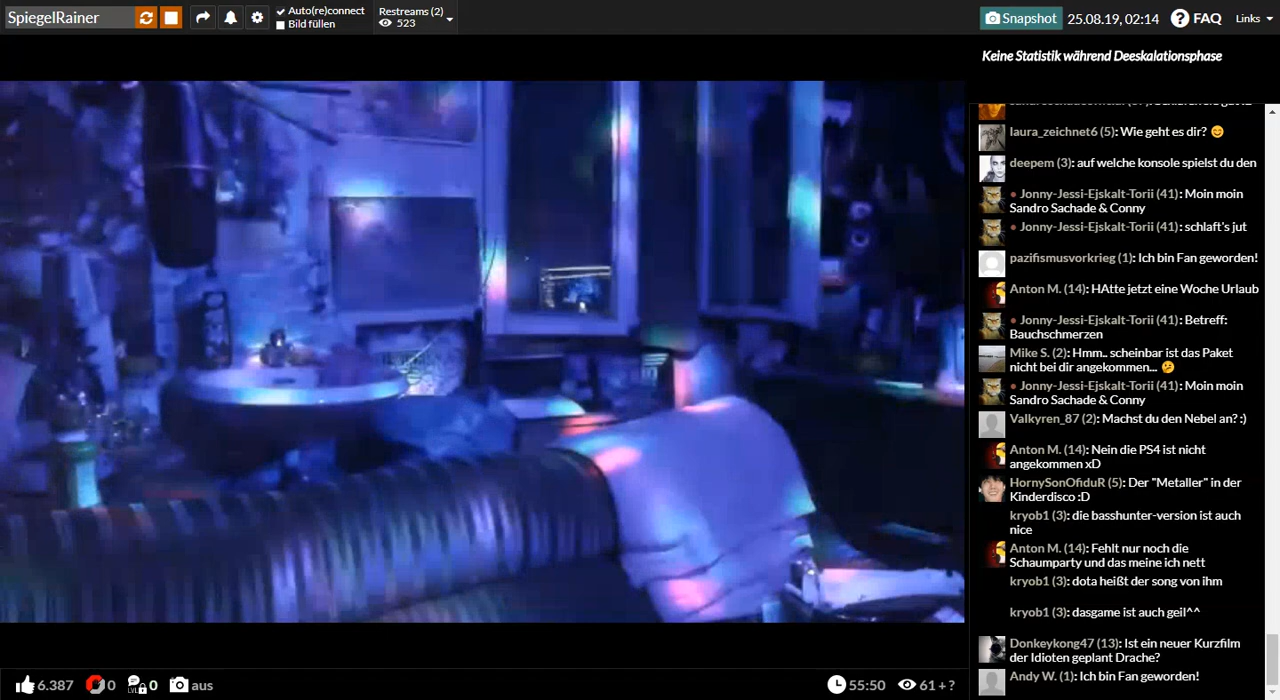 SpiegelRainer
Auto(re)connect
Bild füllen
Restreams (2)
523
Snapshot
25.08.19, 02:14
FAQ
Links
Keine Statistik während Deeskalationsphase
laura_zeichnet6 (5): Wie geht es dir? 😊
deepem (3): auf welche konsole spielst du den
Jonny-Jessi-Ejskalt-Torii (41): Moin moin
Sandro Sachade & Conny
Jonny-Jessi-Ejskalt-Torii (41): schlaft's jut
pazifismusvorkrieg (1): Ich bin Fan geworden!
Anton M. (14): HAtte jetzt eine Woche Urlaub
Jonny-Jessi-Ejskalt-Torii (41): Betreff:
Bauchschmerzen
Mike S. (2): Hmm.. scheinbar ist das Paket
nicht bei dir angekommen... 🤔
Jonny-Jessi-Ejskalt-Torii (41): Moin moin
Sandro Sachade & Conny
Valkyren_87 (2): Machst du den Nebel an? :)
Anton M. (14): Nein die PS4 ist nicht
angekommen xD
HornySonOfiduR (5): Der "Metaller" in der
Kinderdisco :D
kryob1 (3): die basshunter-version ist auch
nice
Anton M. (14): Fehlt nur noch die
Schaumparty und das meine ich nett
kryob1 (3): dota heißt der song von ihm
kryob1 (3): dasgame ist auch geil^^
Donkeykong47 (13): Ist ein neuer Kurzfilm
der Idioten geplant Drache?
Andy W. (1): Ich bin Fan geworden!
6.387
0
LVL
0
aus
55:50
61 + ?